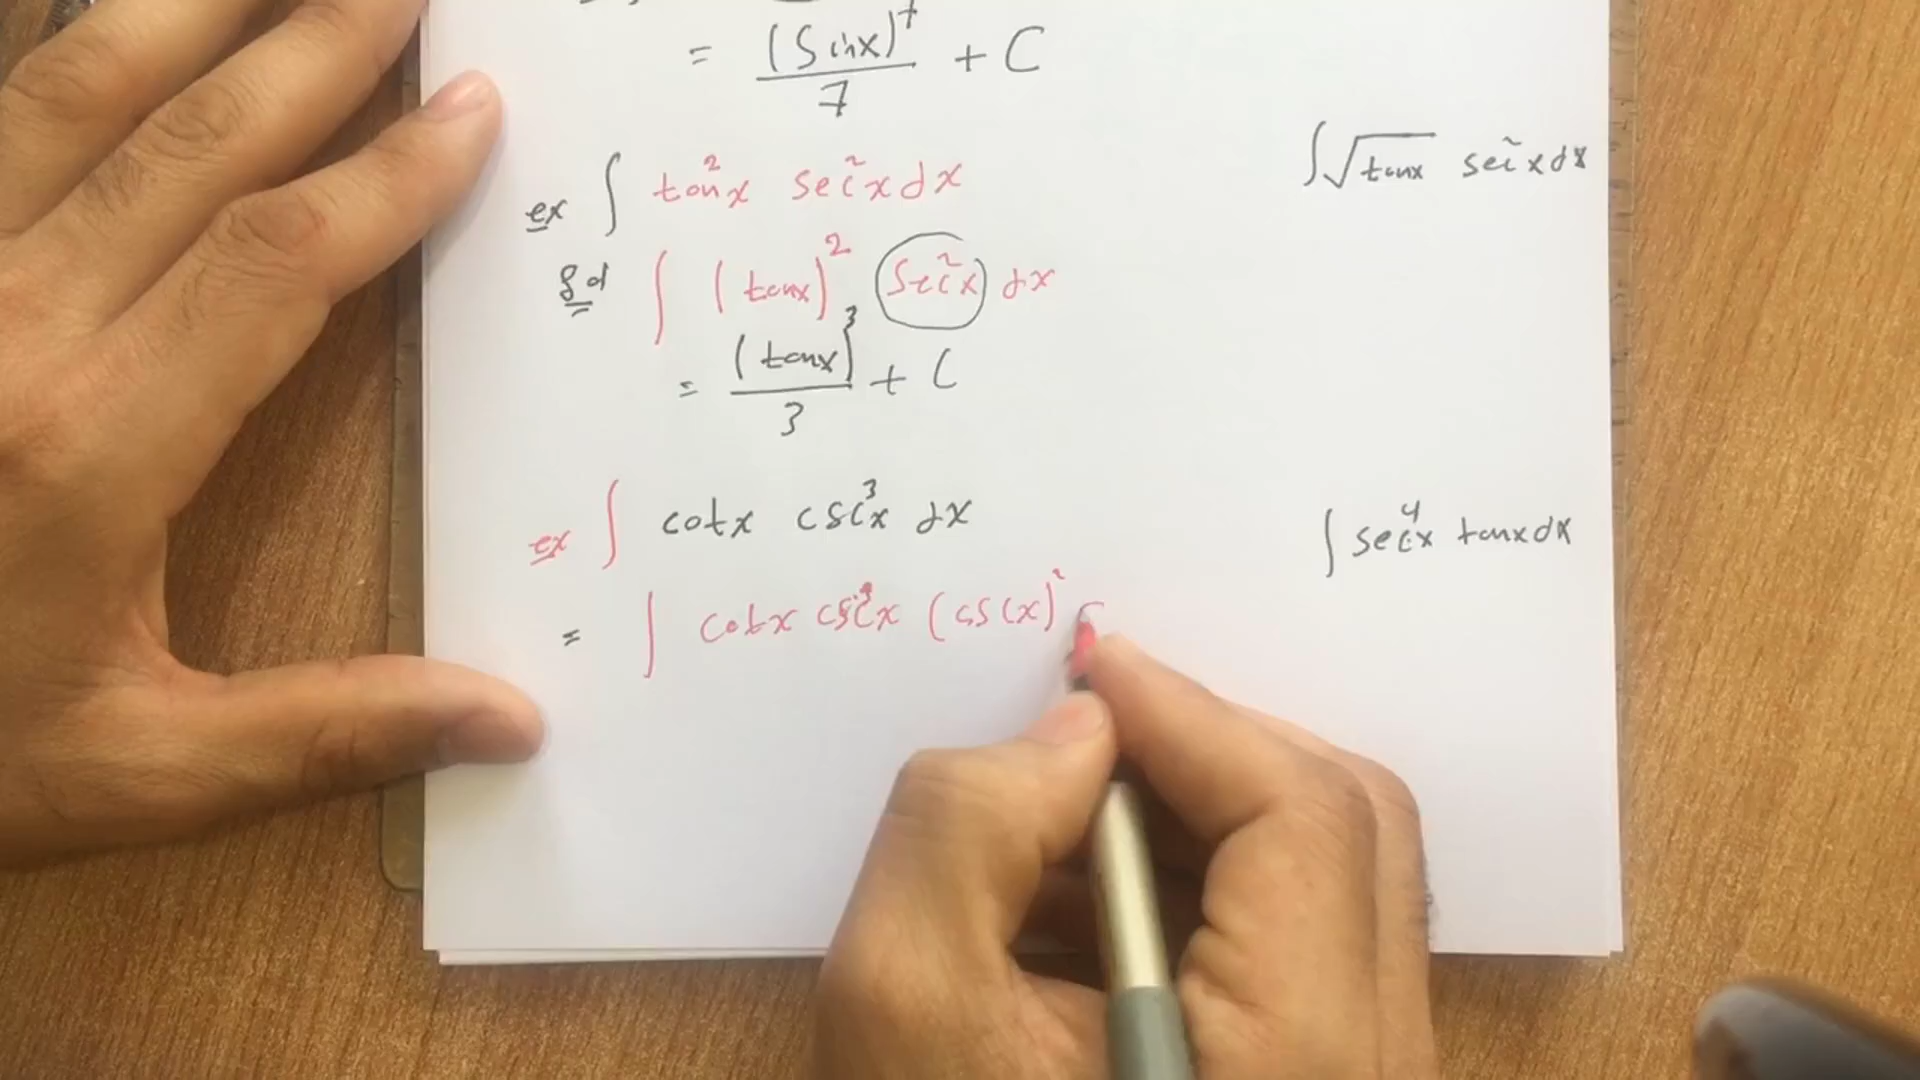 = (Sinx)^7 / 7 + C
∫ √tanx sec²x dx
ex ∫ tan²x sec²x dx
Sol ∫ (tanx)² sec²x dx
= (tanx)³ / 3 + C
ex ∫ cotx csc³x dx
∫ sec⁴x tanx dx
= ∫ cotx cscx (cscx)²